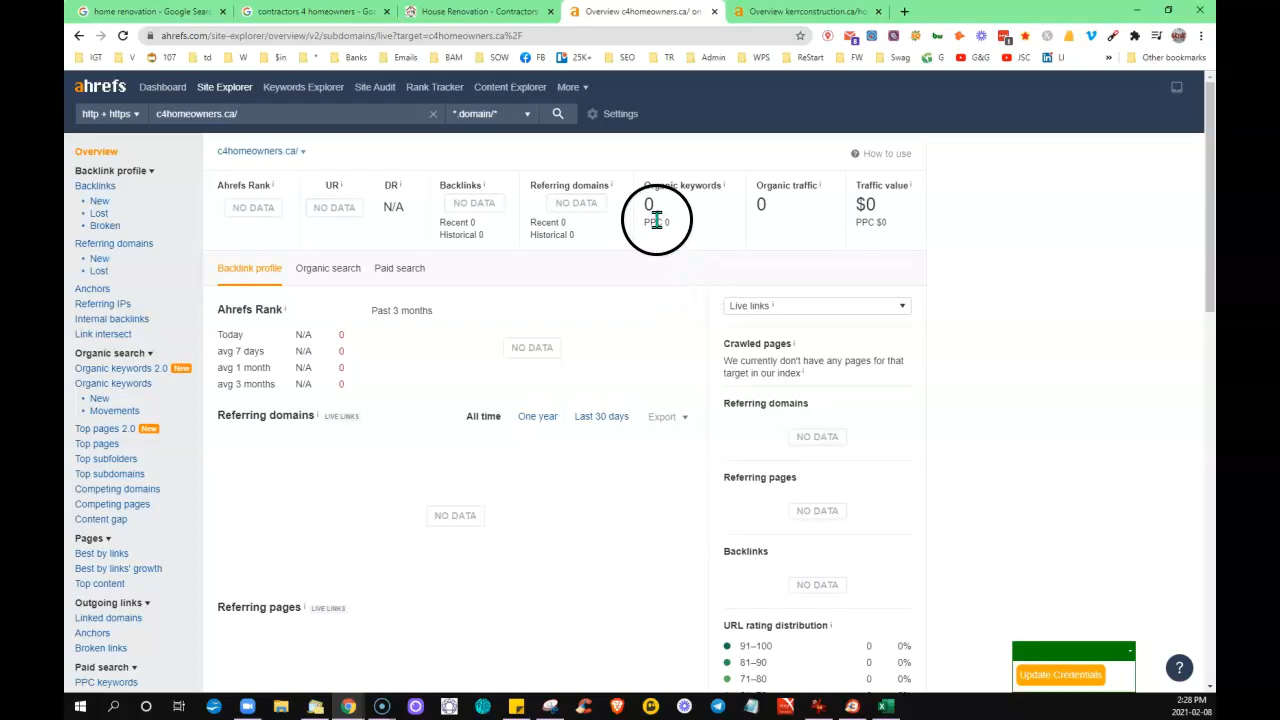 home renovation - Google Sear
contractors 4 homeowners - Goo
House Renovation - Contractors
Overview c4homeowners.ca/ on
Overview kerrconstruction.ca/ho
ahrefs.com/site-explorer/overview/v2/subdomains/live?target=c4homeowners.ca%2F
IGT
V
107
td
W
$in
*
Banks
Emails
BAM
SOW
FB
25K+
SEO
TR
Admin
WPS
ReStart
FW
Swag
G
G&G
JSC
LI
»
Other bookmarks
ahrefs
Dashboard
Site Explorer
Keywords Explorer
Site Audit
Rank Tracker
Content Explorer
More
http + https
c4homeowners.ca/
*.domain/*
Settings
Overview
Backlink profile
Backlinks
• New
• Lost
• Broken
Referring domains
• New
• Lost
Anchors
Referring IPs
Internal backlinks
Link intersect
Organic search
Organic keywords 2.0 New
Organic keywords
• New
• Movements
Top pages 2.0 New
Top pages
Top subfolders
Top subdomains
Competing domains
Competing pages
Content gap
Pages
Best by links
Best by links' growth
Top content
Outgoing links
Linked domains
Anchors
Broken links
Paid search
PPC keywords
c4homeowners.ca/
How to use
Ahrefs Rank
NO DATA
UR
NO DATA
DR
N/A
Backlinks
NO DATA
Recent 0
Historical 0
Referring domains
NO DATA
Recent 0
Historical 0
Organic keywords
0
PPC 0
Organic traffic
0
Traffic value
$0
PPC $0
Backlink profile
Organic search
Paid search
Ahrefs Rank
Past 3 months
Today N/A 0
avg 7 days N/A 0
avg 1 month N/A 0
avg 3 months N/A 0
NO DATA
Referring domains LIVE LINKS
All time
One year
Last 30 days
Export
NO DATA
Referring pages LIVE LINKS
Live links
Crawled pages
We currently don't have any pages for that
target in our index
Referring domains
NO DATA
Referring pages
NO DATA
Backlinks
NO DATA
URL rating distribution
91–100 0 0%
81–90 0 0%
71–80 0 0%
Update Credentials
?
2:28 PM
2021-02-08